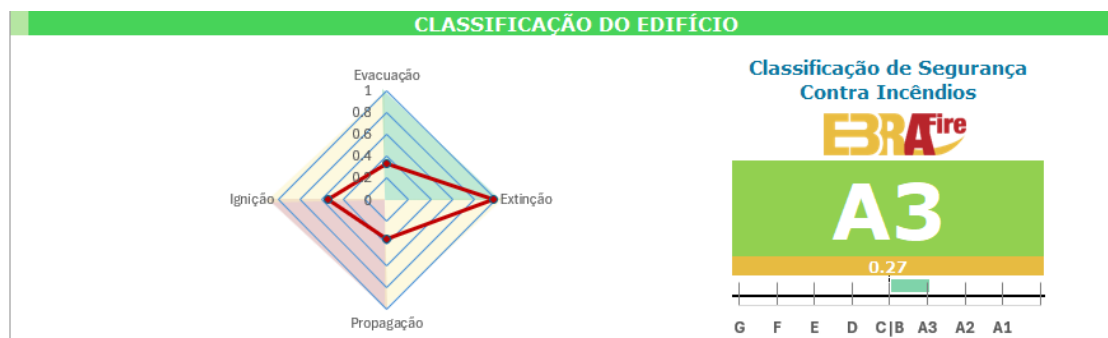 CLASSIFICAÇÃO DO EDIFÍCIO
Evacuação
1
0.8
0.6
0.4
0.2
0
Ignição
Extinção
Propagação
Classificação de Segurança
Contra Incêndios
EBRAFire
A3
0.27
G F E D C|B A3 A2 A1